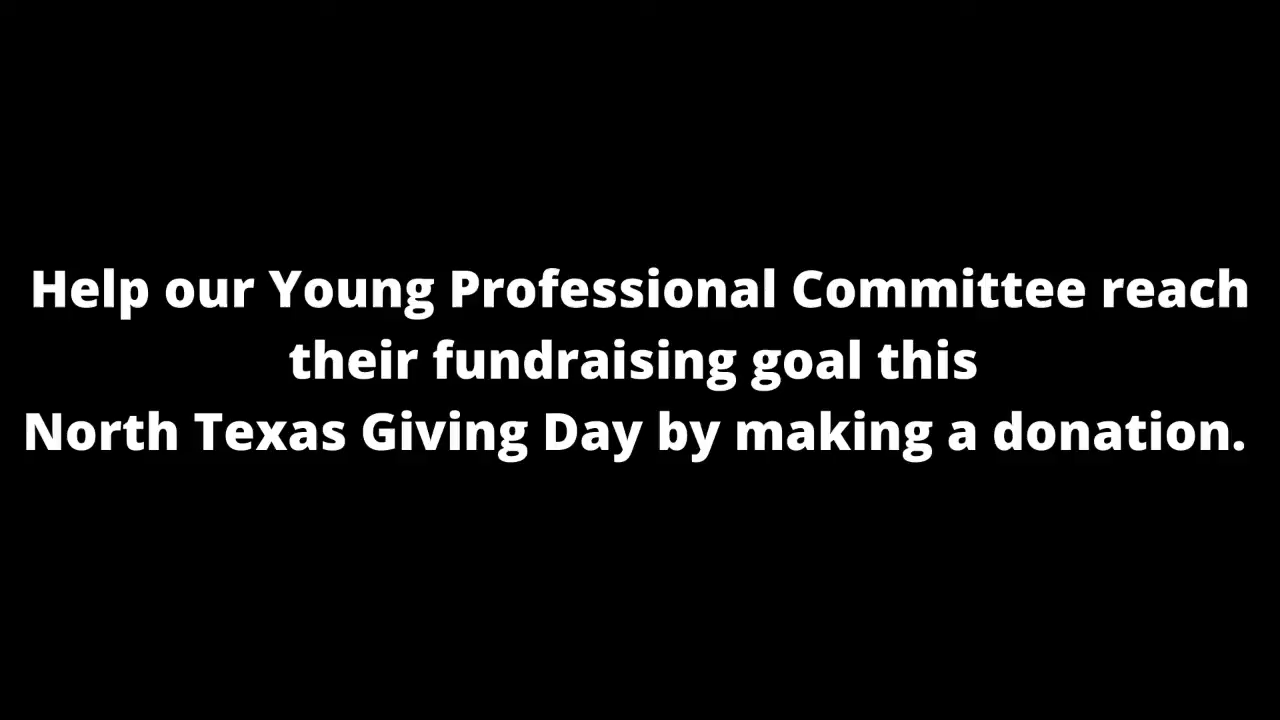 Help our Young Professional Committee reach
their fundraising goal this
North Texas Giving Day by making a donation.